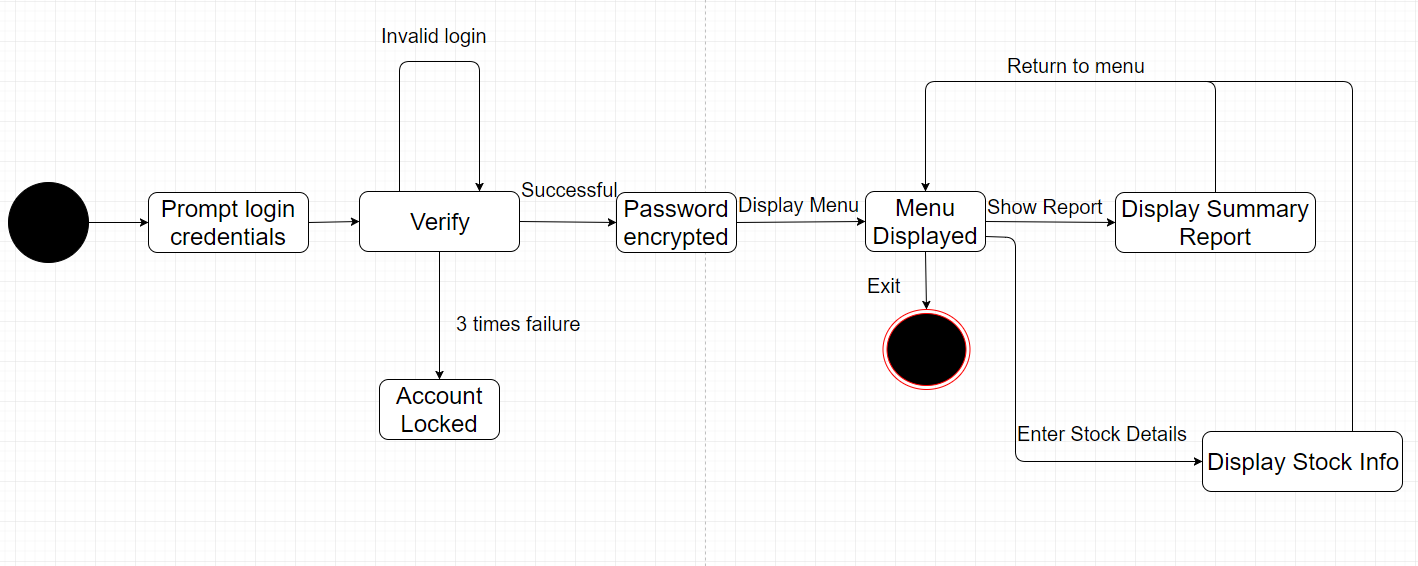 Invalid login
Return to menu
Prompt login
credentials
Verify
Successful
Password
encrypted
Display Menu
Menu
Displayed
Show Report
Display Summary
Report
Exit
3 times failure
Account
Locked
Enter Stock Details
Display Stock Info